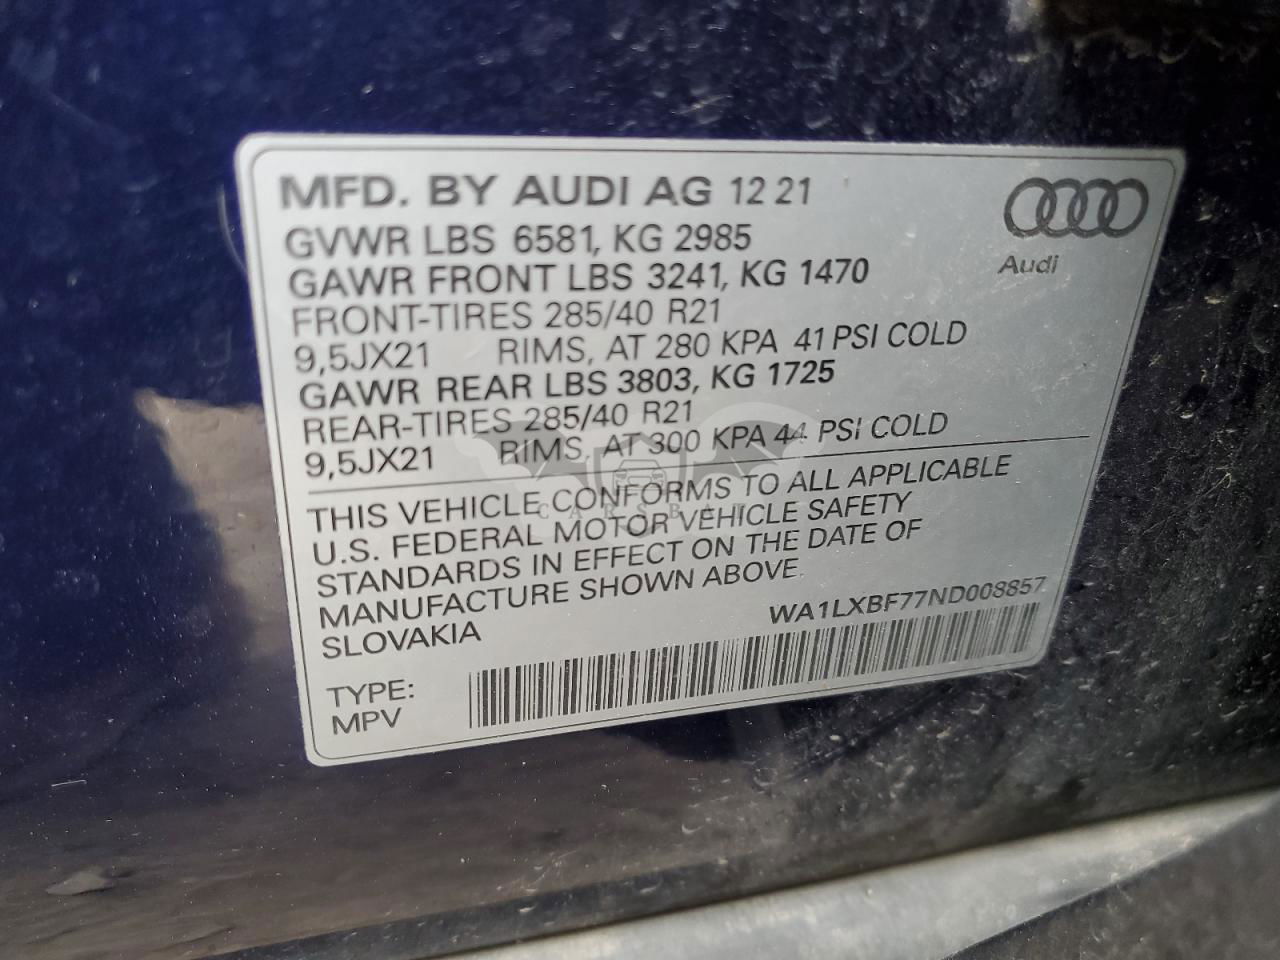 MFD. BY AUDI AG 12 21
GVWR LBS 6581, KG 2985
GAWR FRONT LBS 3241, KG 1470
FRONT-TIRES 285/40 R21
9,5JX21 RIMS, AT 280 KPA 41 PSI COLD
GAWR REAR LBS 3803, KG 1725
REAR-TIRES 285/40 R21
9,5JX21 RIMS, AT 300 KPA 44 PSI COLD
THIS VEHICLE CONFORMS TO ALL APPLICABLE
U.S. FEDERAL MOTOR VEHICLE SAFETY
STANDARDS IN EFFECT ON THE DATE OF
MANUFACTURE SHOWN ABOVE.
SLOVAKIA
WA1LXBF77ND008857
TYPE:
MPV
Audi
CARSBAT